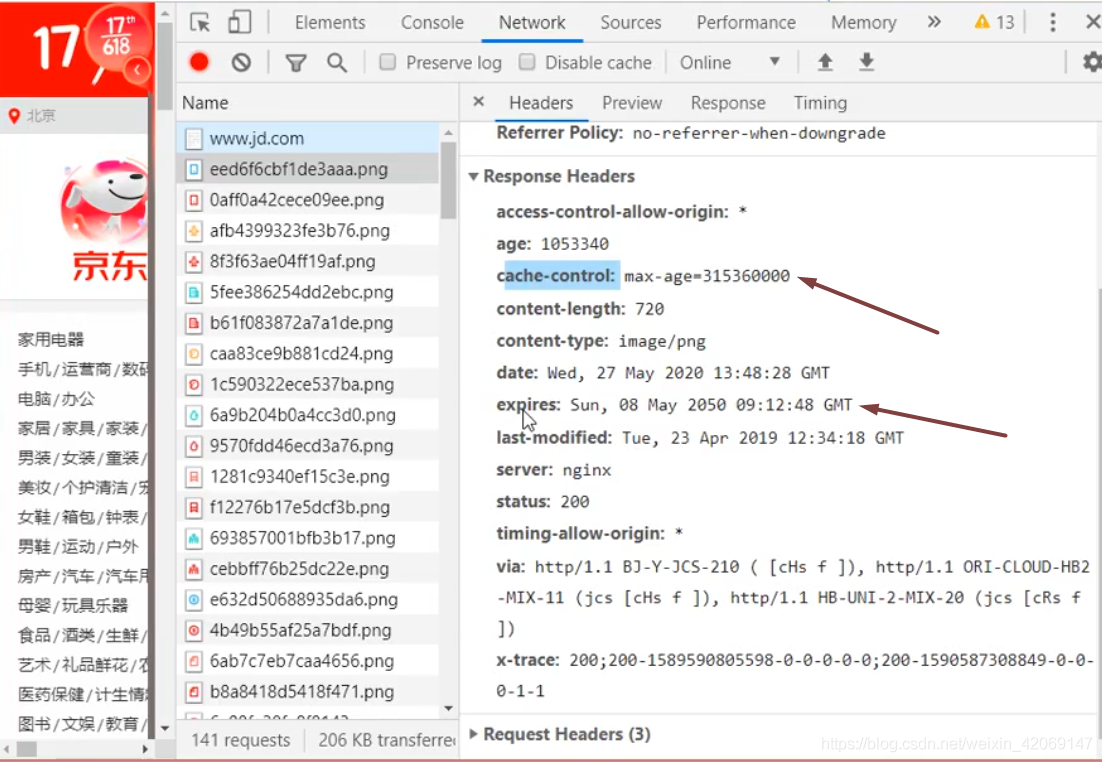 17
17th
618
北京
京东
家用电器
手机/运营商/数码
电脑/办公
家居/家具/家装/
男装/女装/童装/
美妆/个护清洁/宠
女鞋/箱包/钟表/
男鞋/运动/户外
房产/汽车/汽车用
母婴/玩具乐器
食品/酒类/生鲜/
艺术/礼品鲜花/农
医药保健/计生情
图书/文娱/教育/
Elements Console Network Sources Performance Memory » 13
Preserve log Disable cache Online
Name
www.jd.com
eed6f6cbf1de3aaa.png
0aff0a42cece09ee.png
afb4399323fe3b76.png
8f3f63ae04ff19af.png
5fee386254dd2ebc.png
b61f083872a7a1de.png
caa83ce9b881cd24.png
1c590322ece537ba.png
6a9b204b0a4cc3d0.png
9570fdd46ecd3a76.png
1281c9340ef15c3e.png
f12276b17e5dcf3b.png
693857001bfb3b17.png
cebbff76b25dc22e.png
e632d50688935da6.png
4b49b55af25a7bdf.png
6ab7c7eb7caa4656.png
b8a8418d5418f471.png
141 requests 206 KB transferre
Headers Preview Response Timing
Referrer Policy: no-referrer-when-downgrade
Response Headers
access-control-allow-origin: *
age: 1053340
cache-control: max-age=315360000
content-length: 720
content-type: image/png
date: Wed, 27 May 2020 13:48:28 GMT
expires: Sun, 08 May 2050 09:12:48 GMT
last-modified: Tue, 23 Apr 2019 12:34:18 GMT
server: nginx
status: 200
timing-allow-origin: *
via: http/1.1 BJ-Y-JCS-210 ( [cHs f ]), http/1.1 ORI-CLOUD-HB2
-MIX-11 (jcs [cHs f ]), http/1.1 HB-UNI-2-MIX-20 (jcs [cRs f
])
x-trace: 200;200-1589590805598-0-0-0-0-0;200-1590587308849-0-0-
0-1-1
Request Headers (3)
https://blog.csdn.net/weixin_42069147